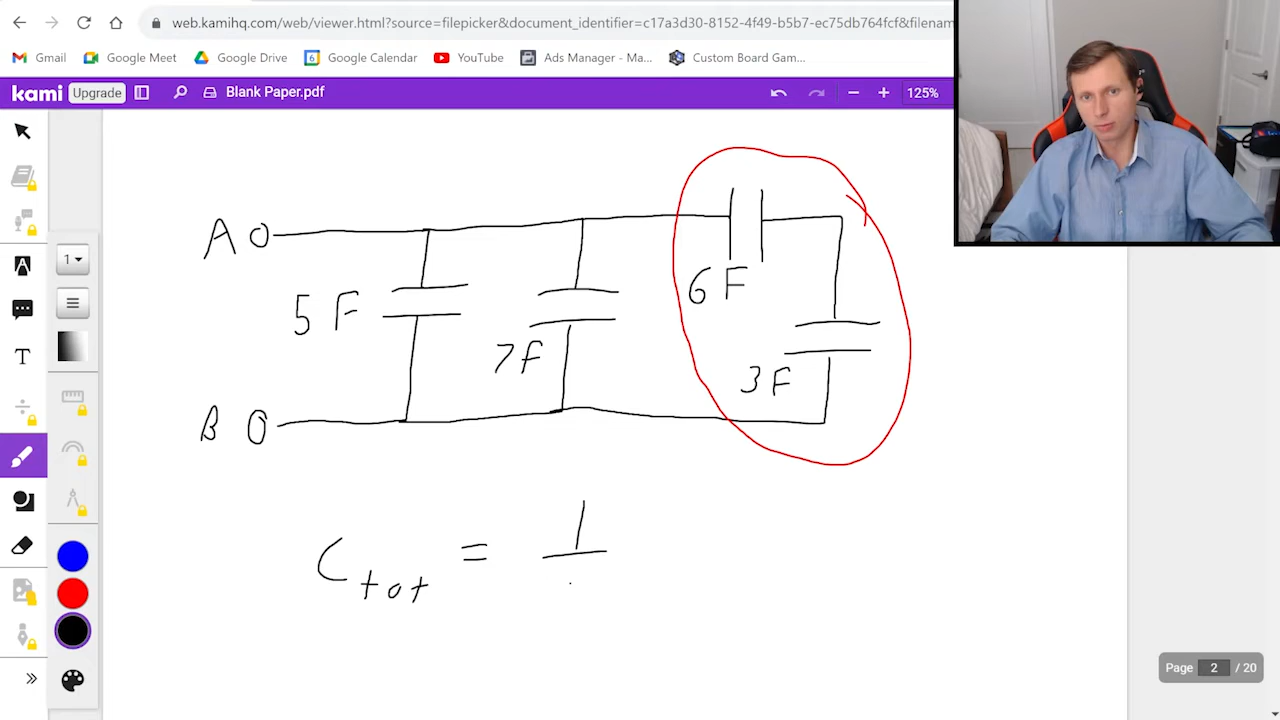 web.kamihq.com/web/viewer.html?source=filepicker&document_identifier=c17a3d30-8152-4f49-b5b7-ec75db764fcf&filenam
Gmail Google Meet Google Drive 6 Google Calendar YouTube Ads Manager - Ma... Custom Board Gam...
kami Upgrade Blank Paper.pdf 125%
A
6 F
5 F
1
7F
3 F
B
C tot = 1
Page 2 / 20